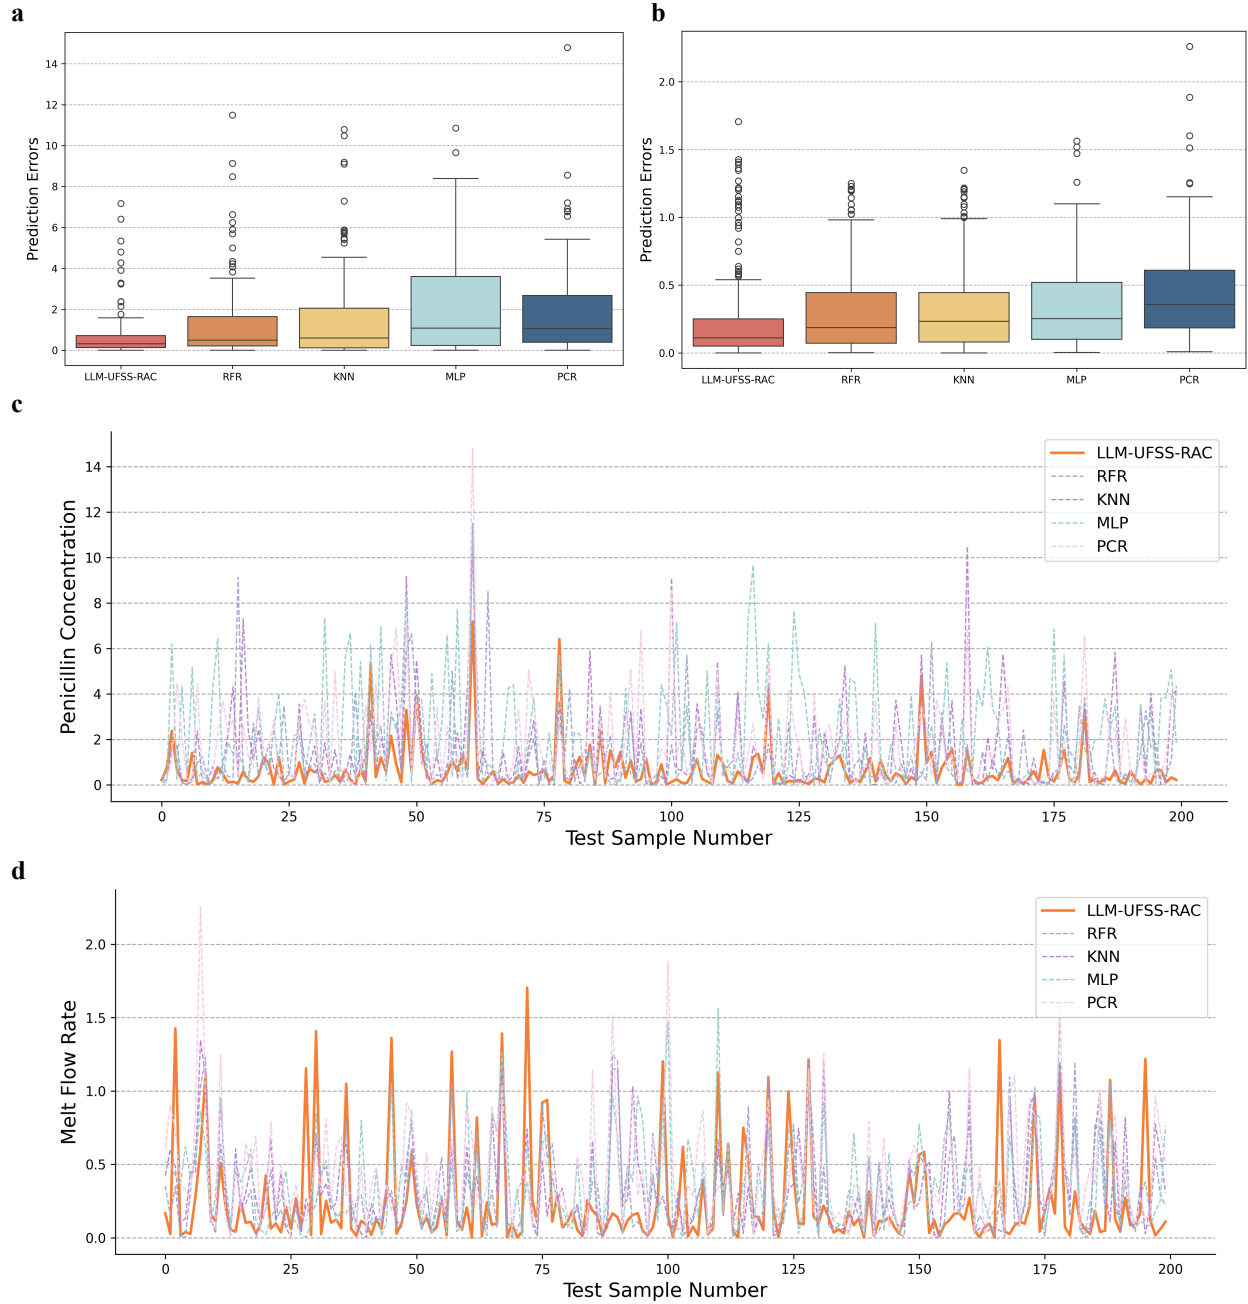 a
b
14
12
10
8
6
4
2
0
Prediction Errors
LLM-UFSS-RAC
RFR
KNN
MLP
PCR
2.0
1.5
1.0
0.5
0.0
Prediction Errors
LLM-UFSS-RAC
RFR
KNN
MLP
PCR
c
14
12
10
8
6
4
2
0
Penicillin Concentration
LLM-UFSS-RAC
RFR
KNN
MLP
PCR
0
25
50
75
100
125
150
175
200
Test Sample Number
d
2.0
1.5
1.0
0.5
0.0
Melt Flow Rate
LLM-UFSS-RAC
RFR
KNN
MLP
PCR
0
25
50
75
100
125
150
175
200
Test Sample Number